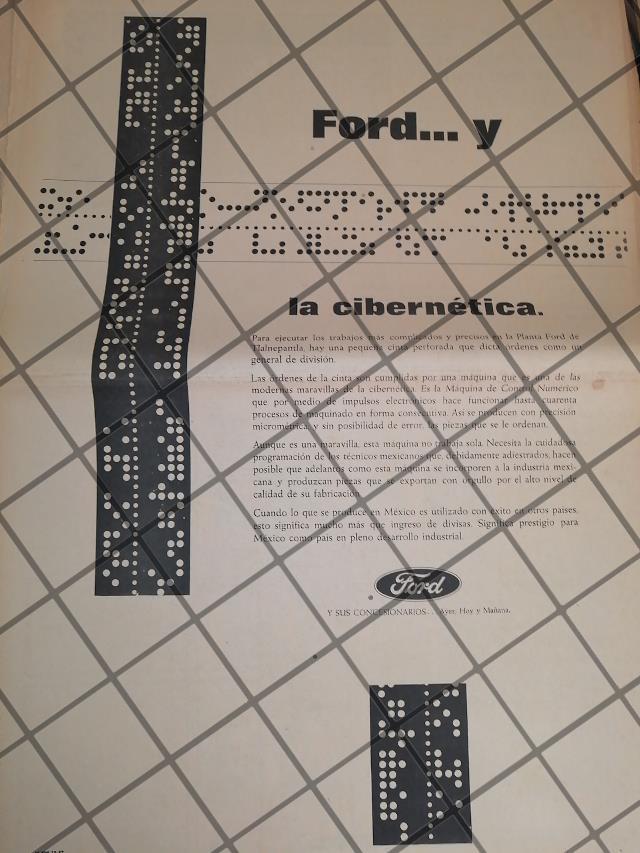 Ford... y
la cibernética.
Para ejecutar los trabajos más complicados y precisos en la Planta Ford de
Tlalnepantla, hay una pequeña cinta perforada que dicta órdenes como un
general de división.
Las órdenes de la cinta son cumplidas por una máquina que es una de las
modernas maravillas de la cibernética. Es la Máquina de Control Numérico
que por medio de impulsos electrónicos hace funcionar hasta cuarenta
procesos de maquinado en forma consecutiva. Así se producen con precisión
micrométrica, y sin posibilidad de error, las piezas que se le ordenan.
Aunque es una maravilla, esta máquina no trabaja sola. Necesita la cuidadosa
programación de los técnicos mexicanos que, debidamente adiestrados, hacen
posible que adelantos como esta máquina se incorporen a la industria mexi-
cana y produzcan piezas que se exportan con orgullo por el alto nivel de
calidad de su fabricación.
Cuando lo que se produce en México es utilizado con éxito en otros países,
esto significa mucho más que ingreso de divisas. Significa prestigio para
México como país en pleno desarrollo industrial.
Ford
Y SUS CONCESIONARIOS... Ayer, Hoy y Mañana.